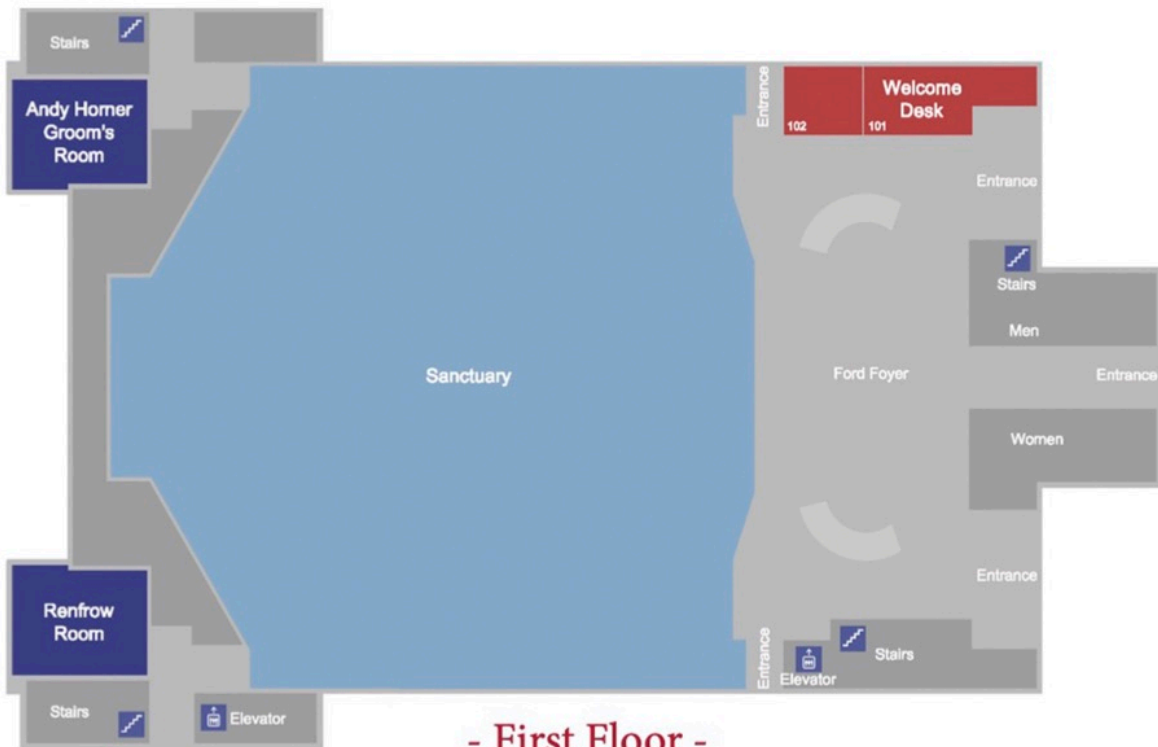 Stairs
Andy Horner
Groom's
Room
Entrance
Welcome
Desk
102
101
Entrance
Stairs
Men
Sanctuary
Ford Foyer
Entrance
Women
Entrance
Renfrow
Room
Entrance
Stairs
Elevator
Stairs
Elevator
- First Floor -